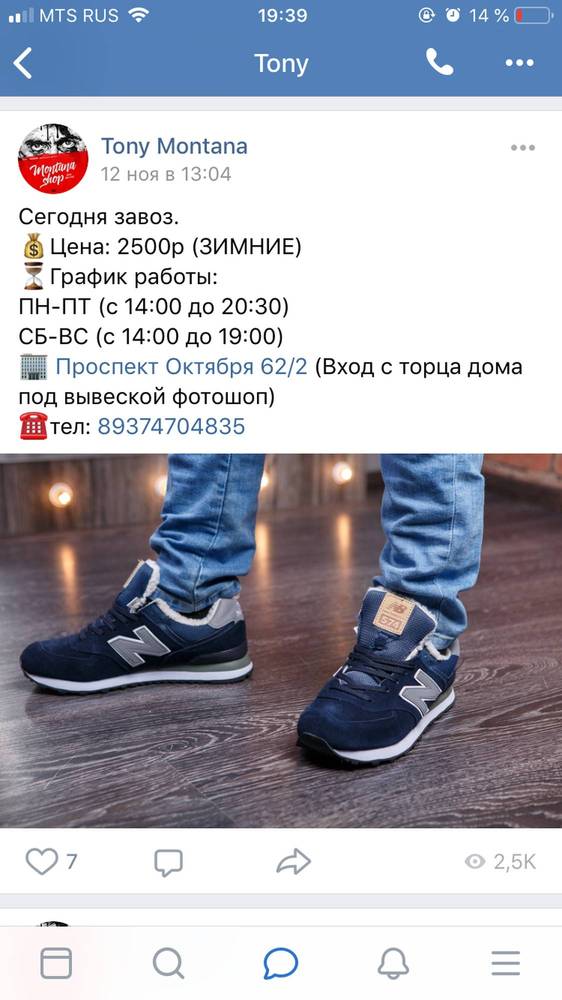 MTS RUS 19:39 14 %
Tony
Tony Montana
12 ноя в 13:04
Montana
shop
Сегодня завоз.
Цена: 2500р (ЗИМНИЕ)
График работы:
ПН-ПТ (с 14:00 до 20:30)
СБ-ВС (с 14:00 до 19:00)
Проспект Октября 62/2 (Вход с торца дома
под вывеской фотошоп)
тел: 89374704835
NB
574
N
N
7 2,5K